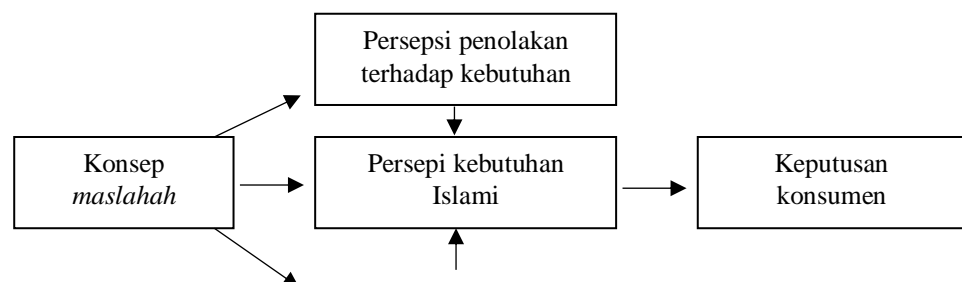 Persepsi penolakan
terhadap kebutuhan
Konsep
maslahah
Persepi kebutuhan
Islami
Keputusan
konsumen